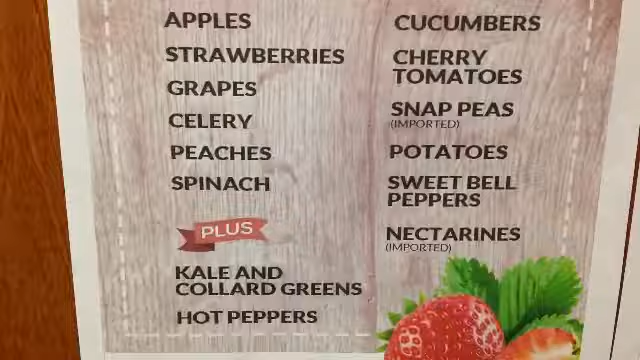 APPLES
STRAWBERRIES
GRAPES
CELERY
PEACHES
SPINACH
PLUS
KALE AND
COLLARD GREENS
HOT PEPPERS
CUCUMBERS
CHERRY
TOMATOES
SNAP PEAS
(IMPORTED)
POTATOES
SWEET BELL
PEPPERS
NECTARINES
(IMPORTED)